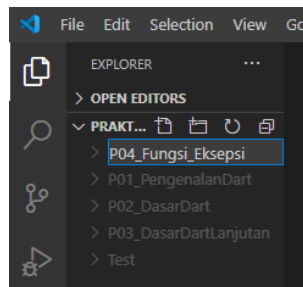 File Edit Selection View Go
EXPLORER ...
OPEN EDITORS
PRAKT...
P04_Fungsi_Eksepsi
P01_PengenalanDart
P02_DasarDart
P03_DasarDartLanjutan
Test